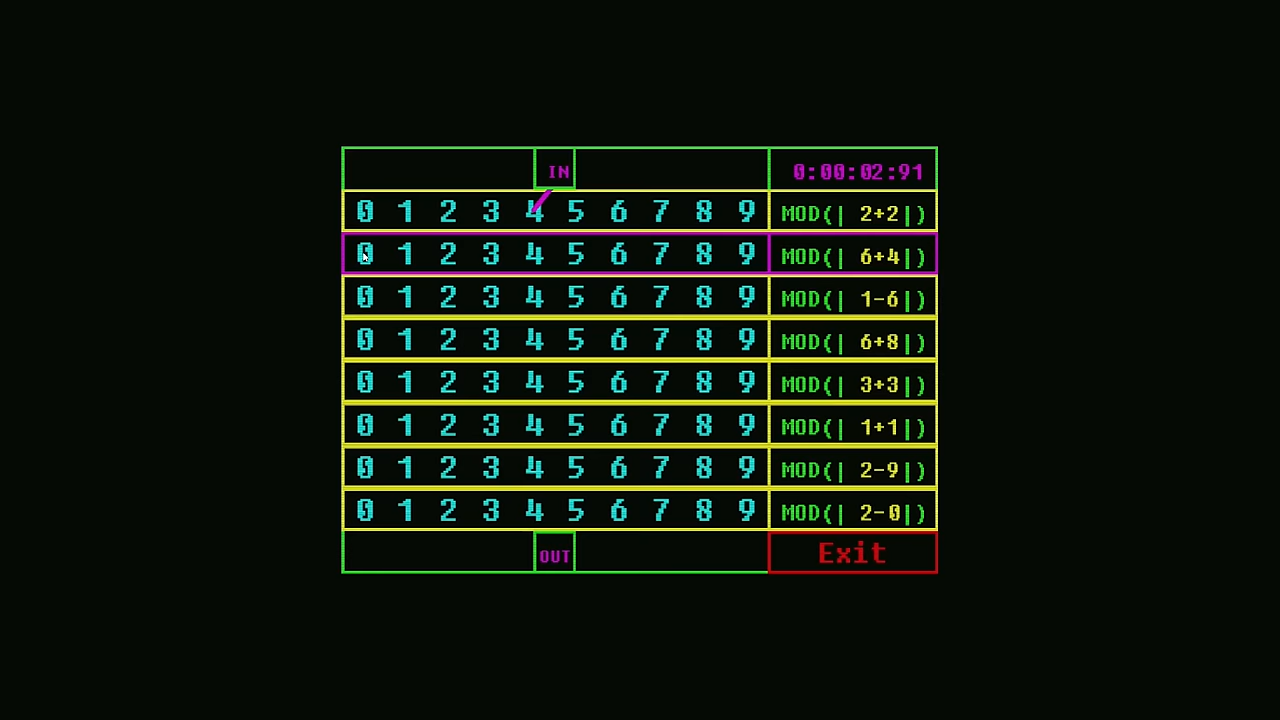 IN 0:00:02:91
0 1 2 3 4 5 6 7 8 9 MOD(| 2+2|)
0 1 2 3 4 5 6 7 8 9 MOD(| 6+4|)
0 1 2 3 4 5 6 7 8 9 MOD(| 1-6|)
0 1 2 3 4 5 6 7 8 9 MOD(| 6+8|)
0 1 2 3 4 5 6 7 8 9 MOD(| 3+3|)
0 1 2 3 4 5 6 7 8 9 MOD(| 1+1|)
0 1 2 3 4 5 6 7 8 9 MOD(| 2-9|)
0 1 2 3 4 5 6 7 8 9 MOD(| 2-0|)
OUT Exit